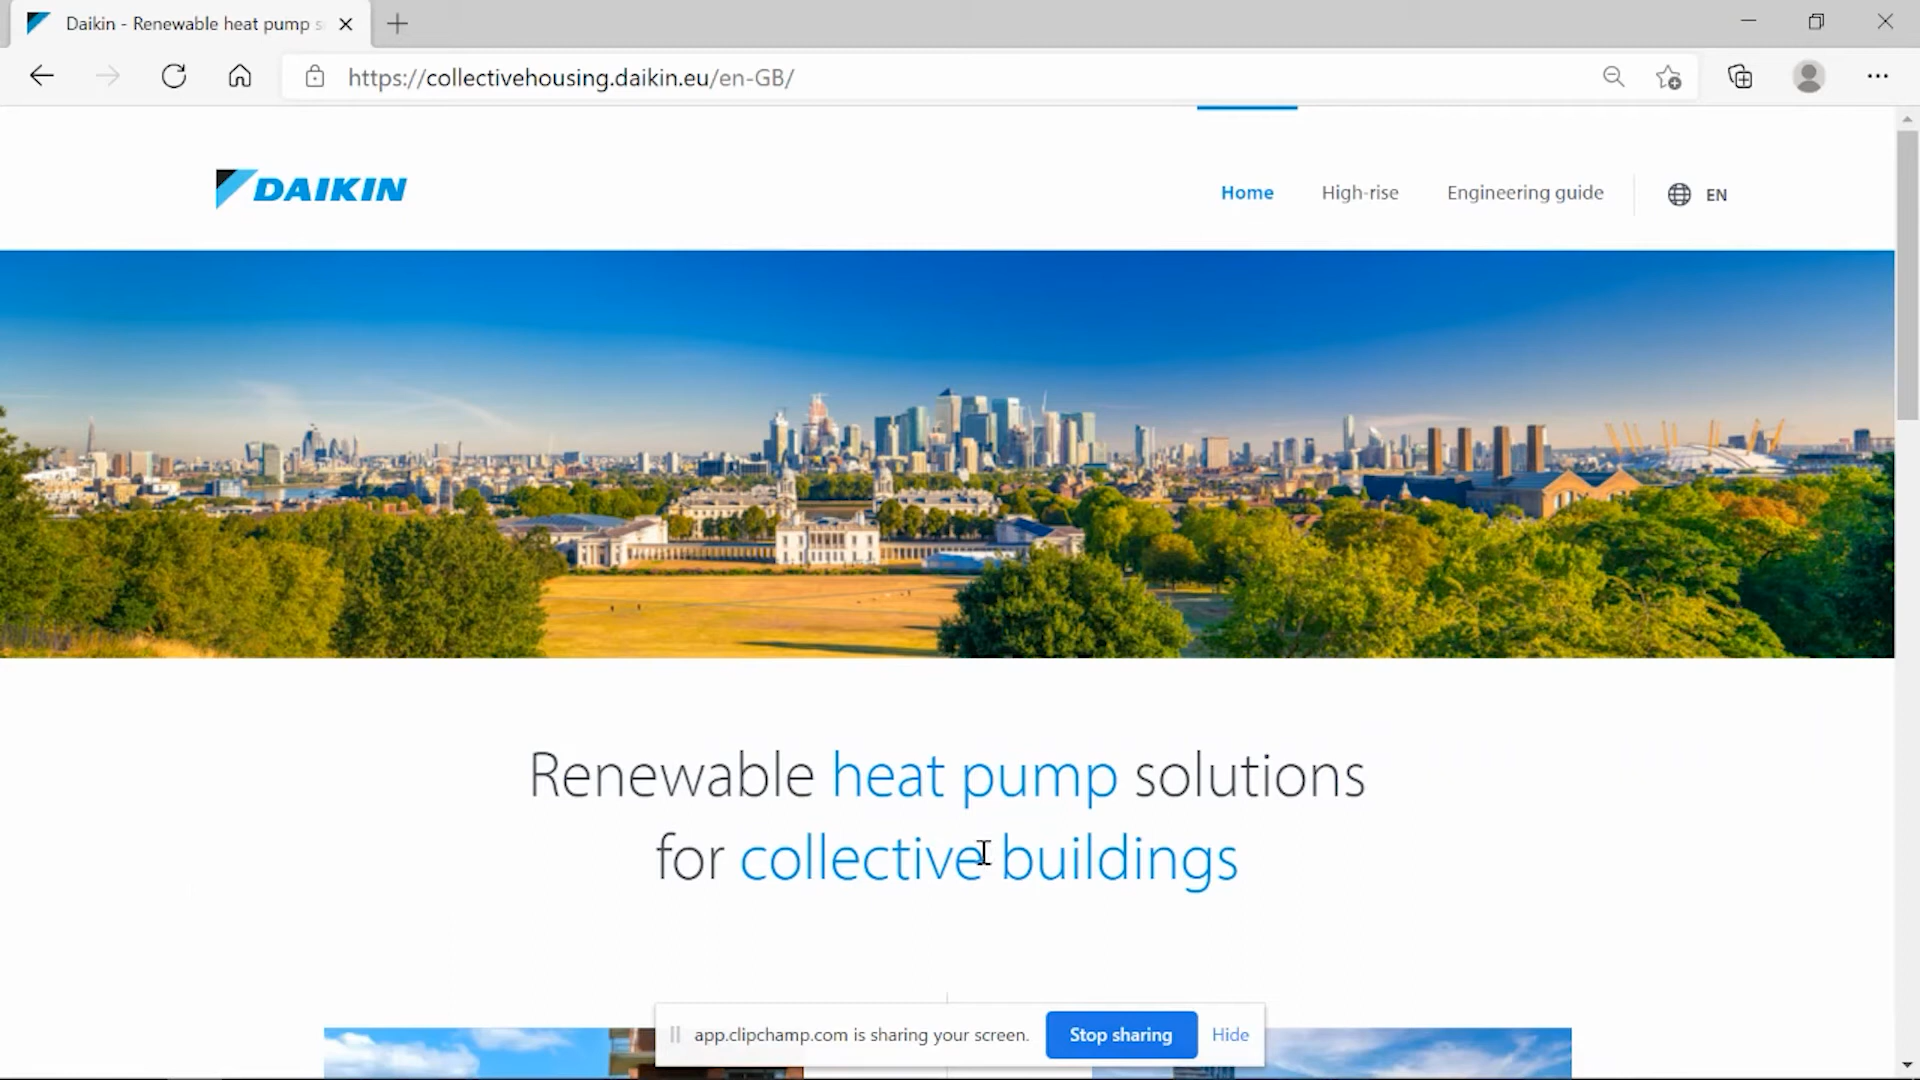 Daikin - Renewable heat pump s
https://collectivehousing.daikin.eu/en-GB/
DAIKIN
Home
High-rise
Engineering guide
EN
Renewable heat pump solutions
for collective buildings
app.clipchamp.com is sharing your screen.
Stop sharing
Hide